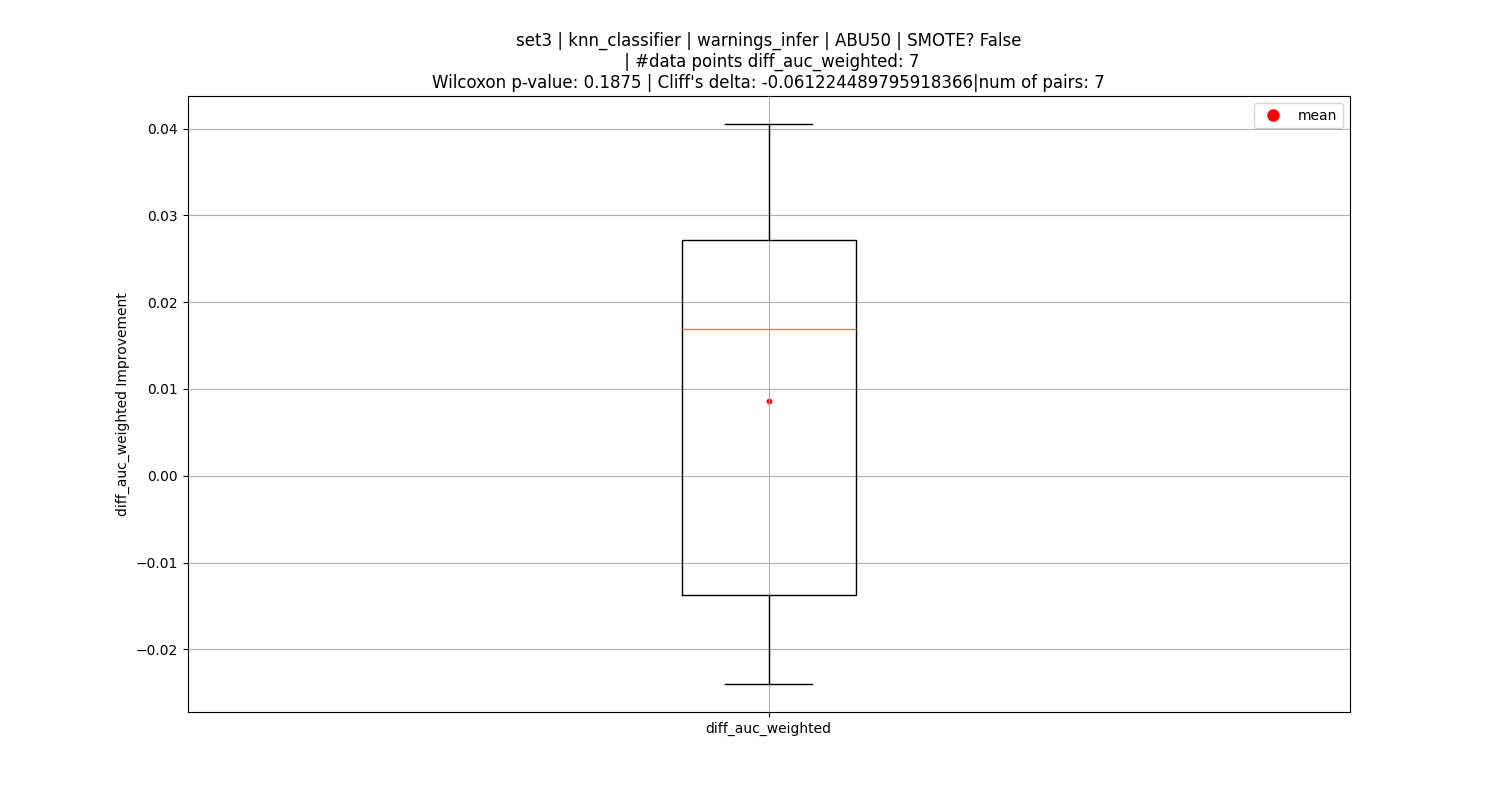 set3 | knn_classifier | warnings_infer | ABU50 | SMOTE? False
| #data points diff_auc_weighted: 7
Wilcoxon p-value: 0.1875 | Cliff's delta: -0.061224489795918366|num of pairs: 7
mean
0.04
0.03
0.02
0.01
0.00
−0.01
−0.02
diff_auc_weighted Improvement
diff_auc_weighted